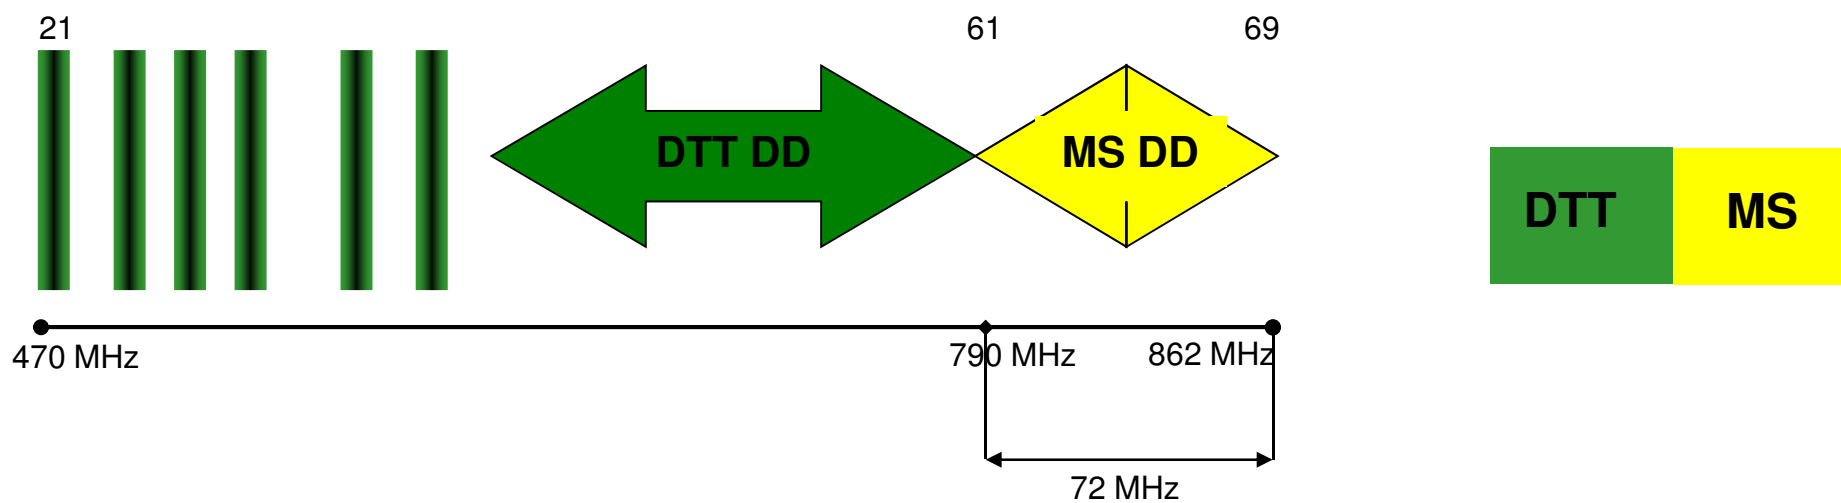 21
61
69
DTT DD
MS DD
DTT
MS
470 MHz
790 MHz
862 MHz
72 MHz